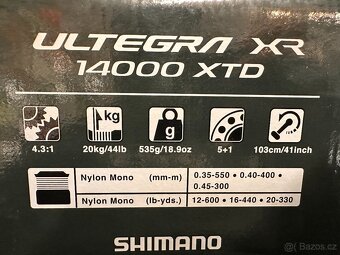 ULTEGRA XR
14000 XTD
kg
g
4.3:1 20kg/44lb 535g/18.9oz 5+1 103cm/41inch
Nylon Mono (mm-m) 0.35-550 • 0.40-400 •
0.45-300
Nylon Mono (lb-yds.) 12-600 • 16-440 • 20-330
SHIMANO
Bazoš.cz